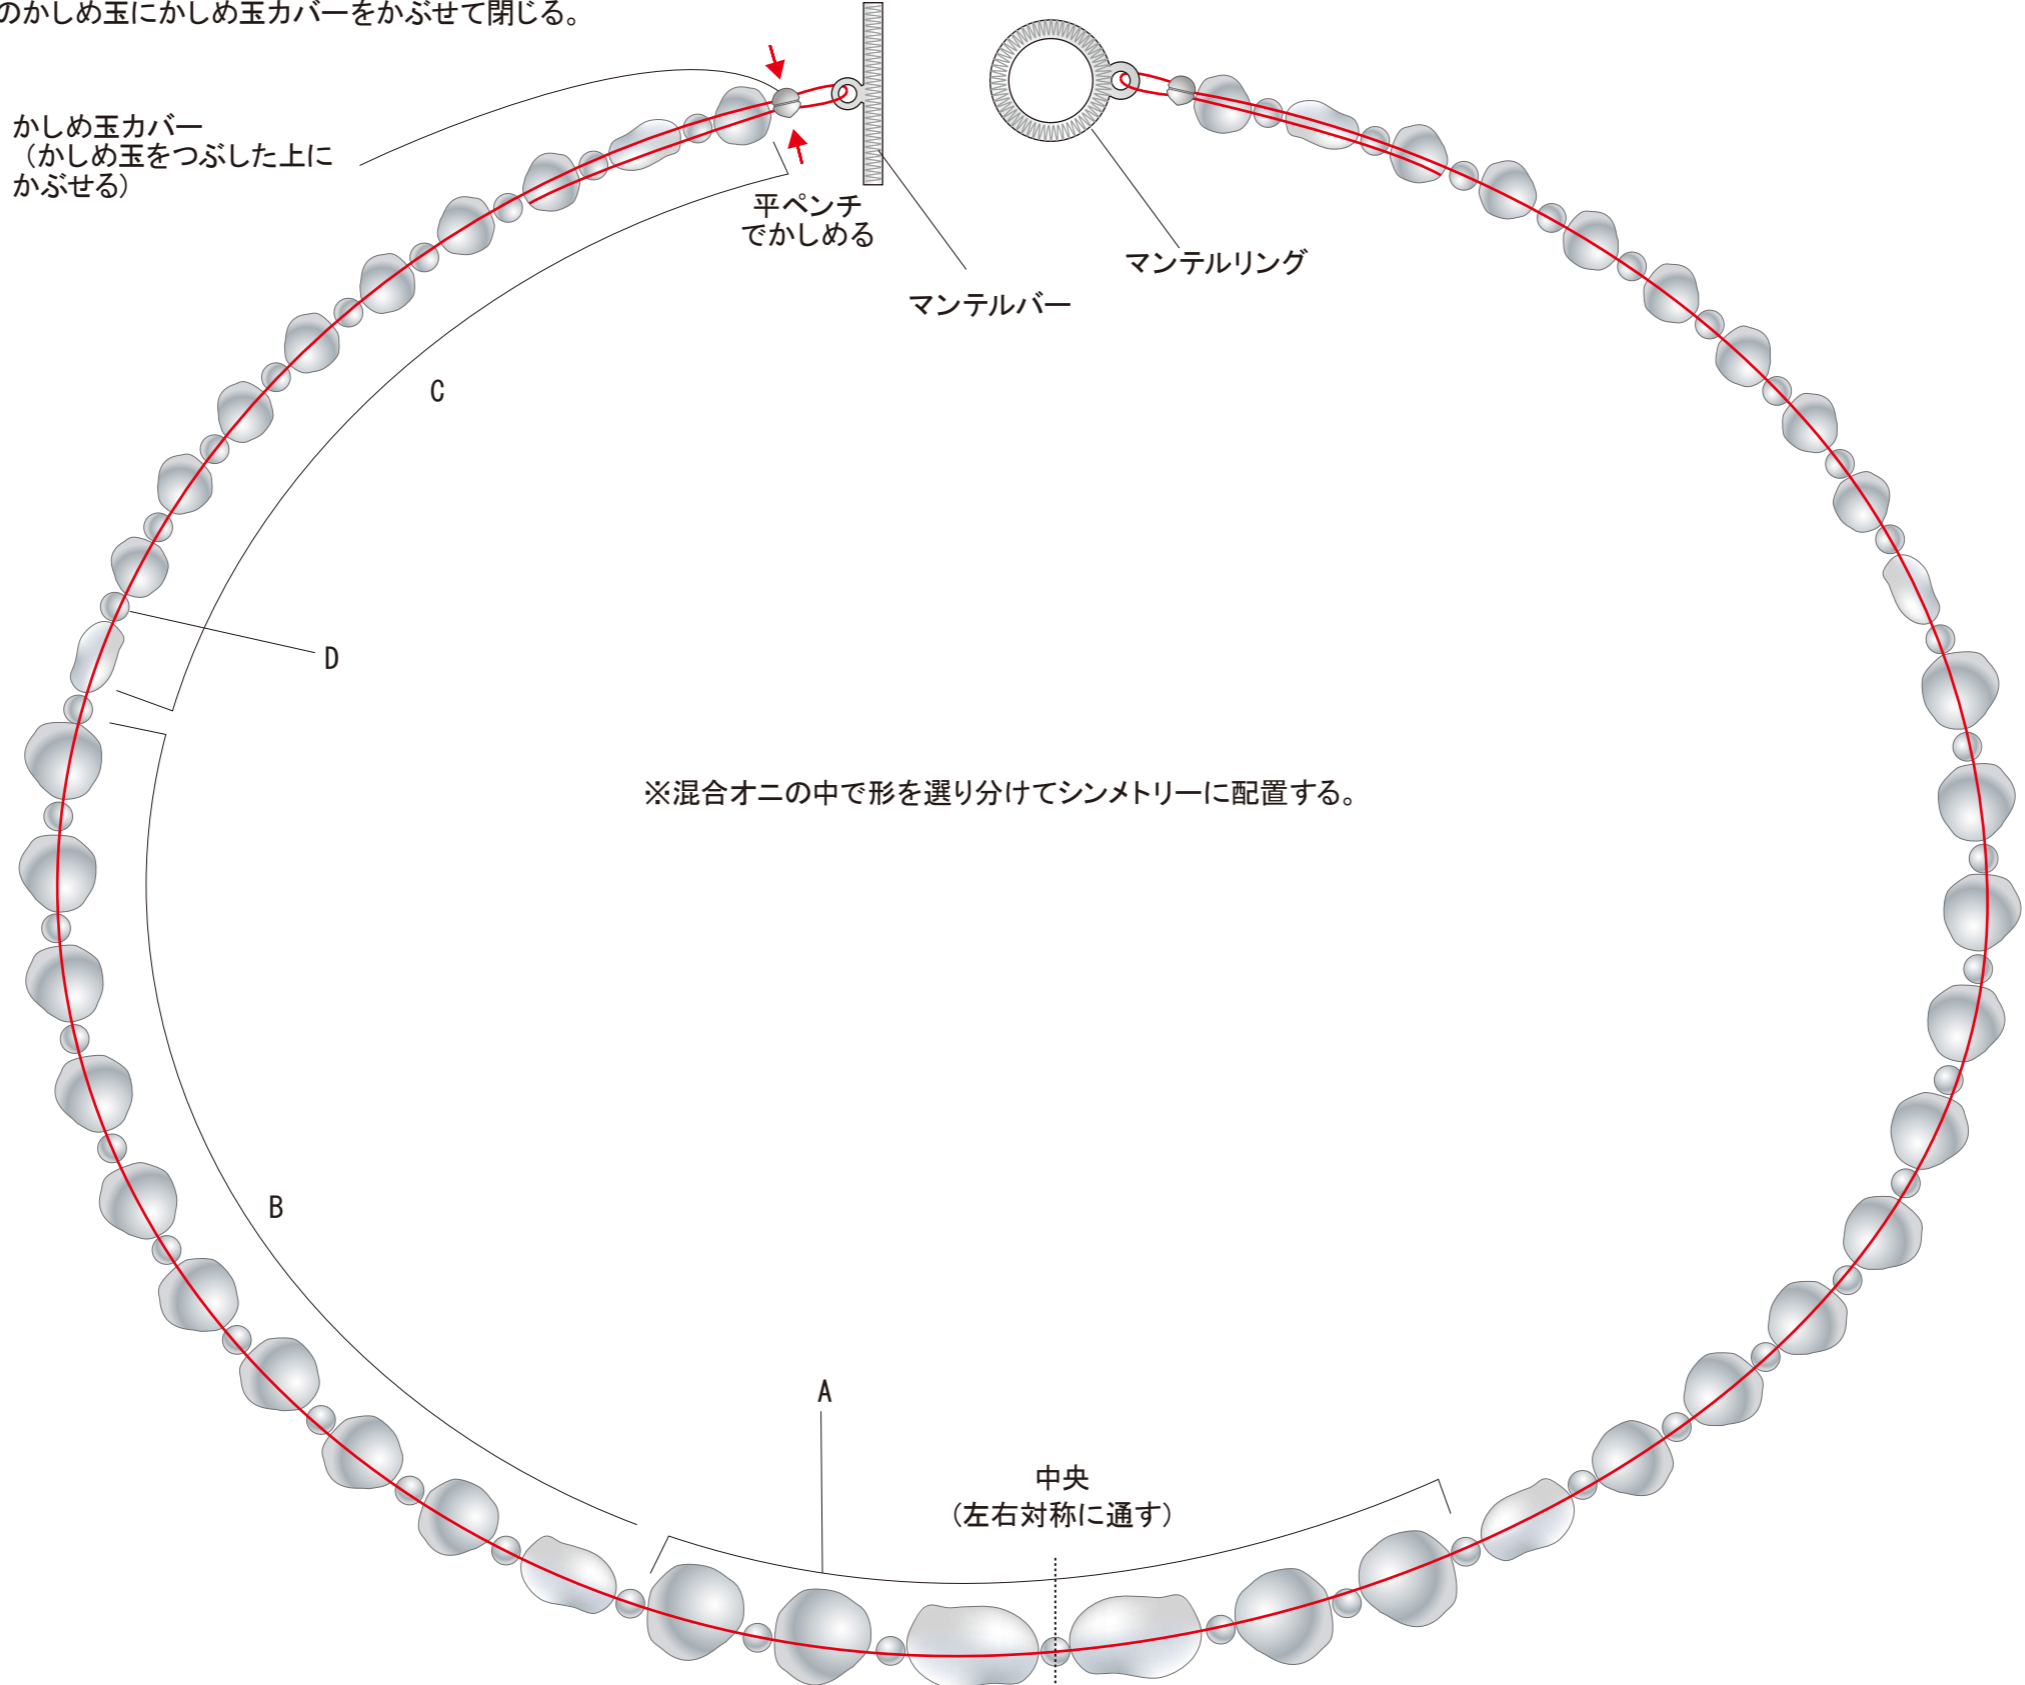 のかしめ玉にかしめ玉カバーをかぶせて閉じる。
かしめ玉カバー
（かしめ玉をつぶした上に
かぶせる）
平ペンチ
でかしめる
マンテルリング
マンテルバー
C
D
※混合オニの中で形を選り分けてシンメトリーに配置する。
B
A
中央
（左右対称に通す）